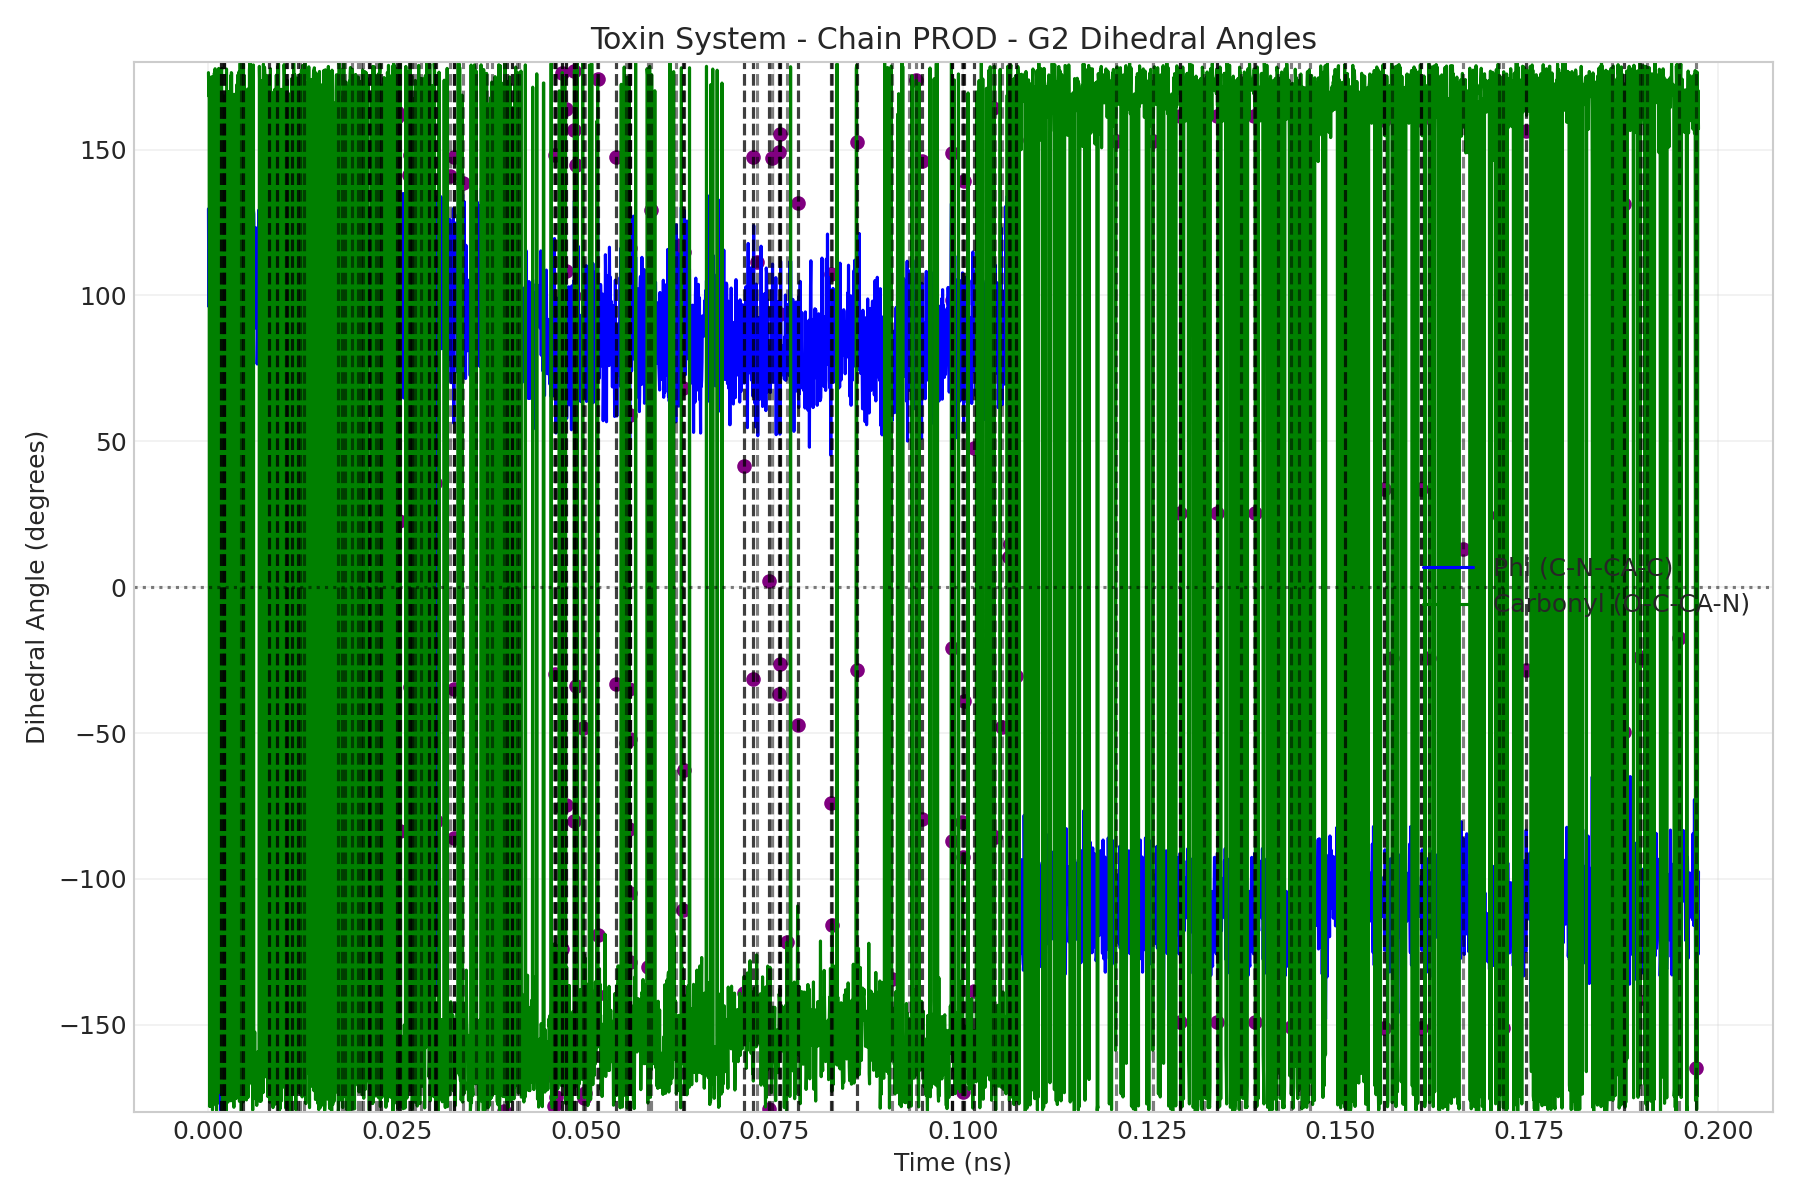 Toxin System - Chain PROD - G2 Dihedral Angles
Dihedral Angle (degrees)
150
100
50
0
−50
−100
−150
Phi (C-N-CA-C)
Carbonyl (O-C-CA-N)
0.000 0.025 0.050 0.075 0.100 0.125 0.150 0.175 0.200
Time (ns)